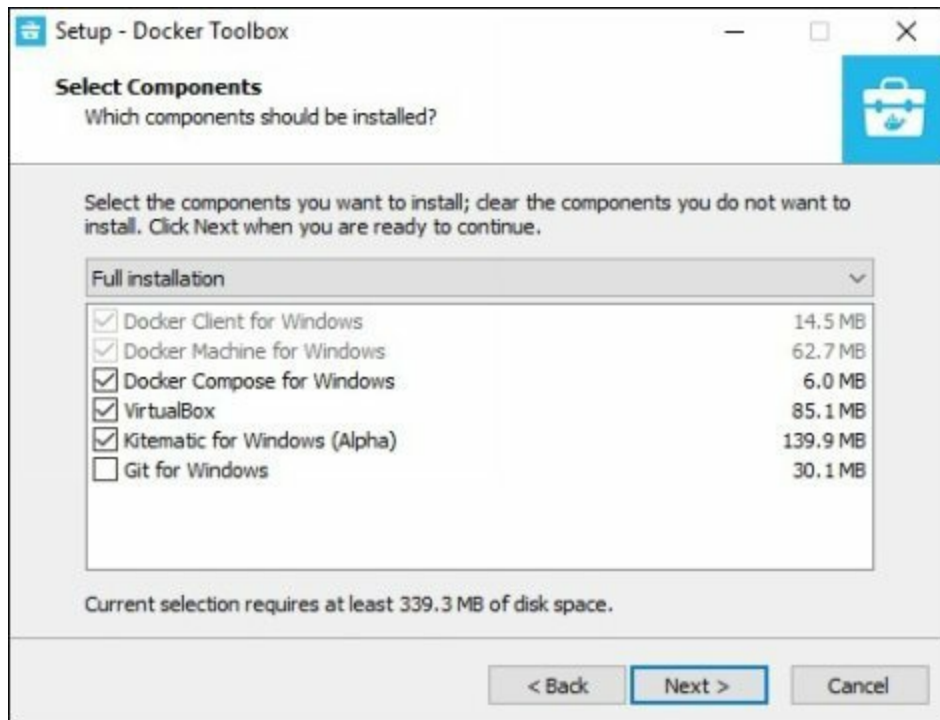 Setup - Docker Toolbox
Select Components
Which components should be installed?
Select the components you want to install; clear the components you do not want to
install. Click Next when you are ready to continue.
Full installation
Docker Client for Windows 14.5 MB
Docker Machine for Windows 62.7 MB
Docker Compose for Windows 6.0 MB
VirtualBox 85.1 MB
Kitematic for Windows (Alpha) 139.9 MB
Git for Windows 30.1 MB
Current selection requires at least 339.3 MB of disk space.
< Back Next > Cancel